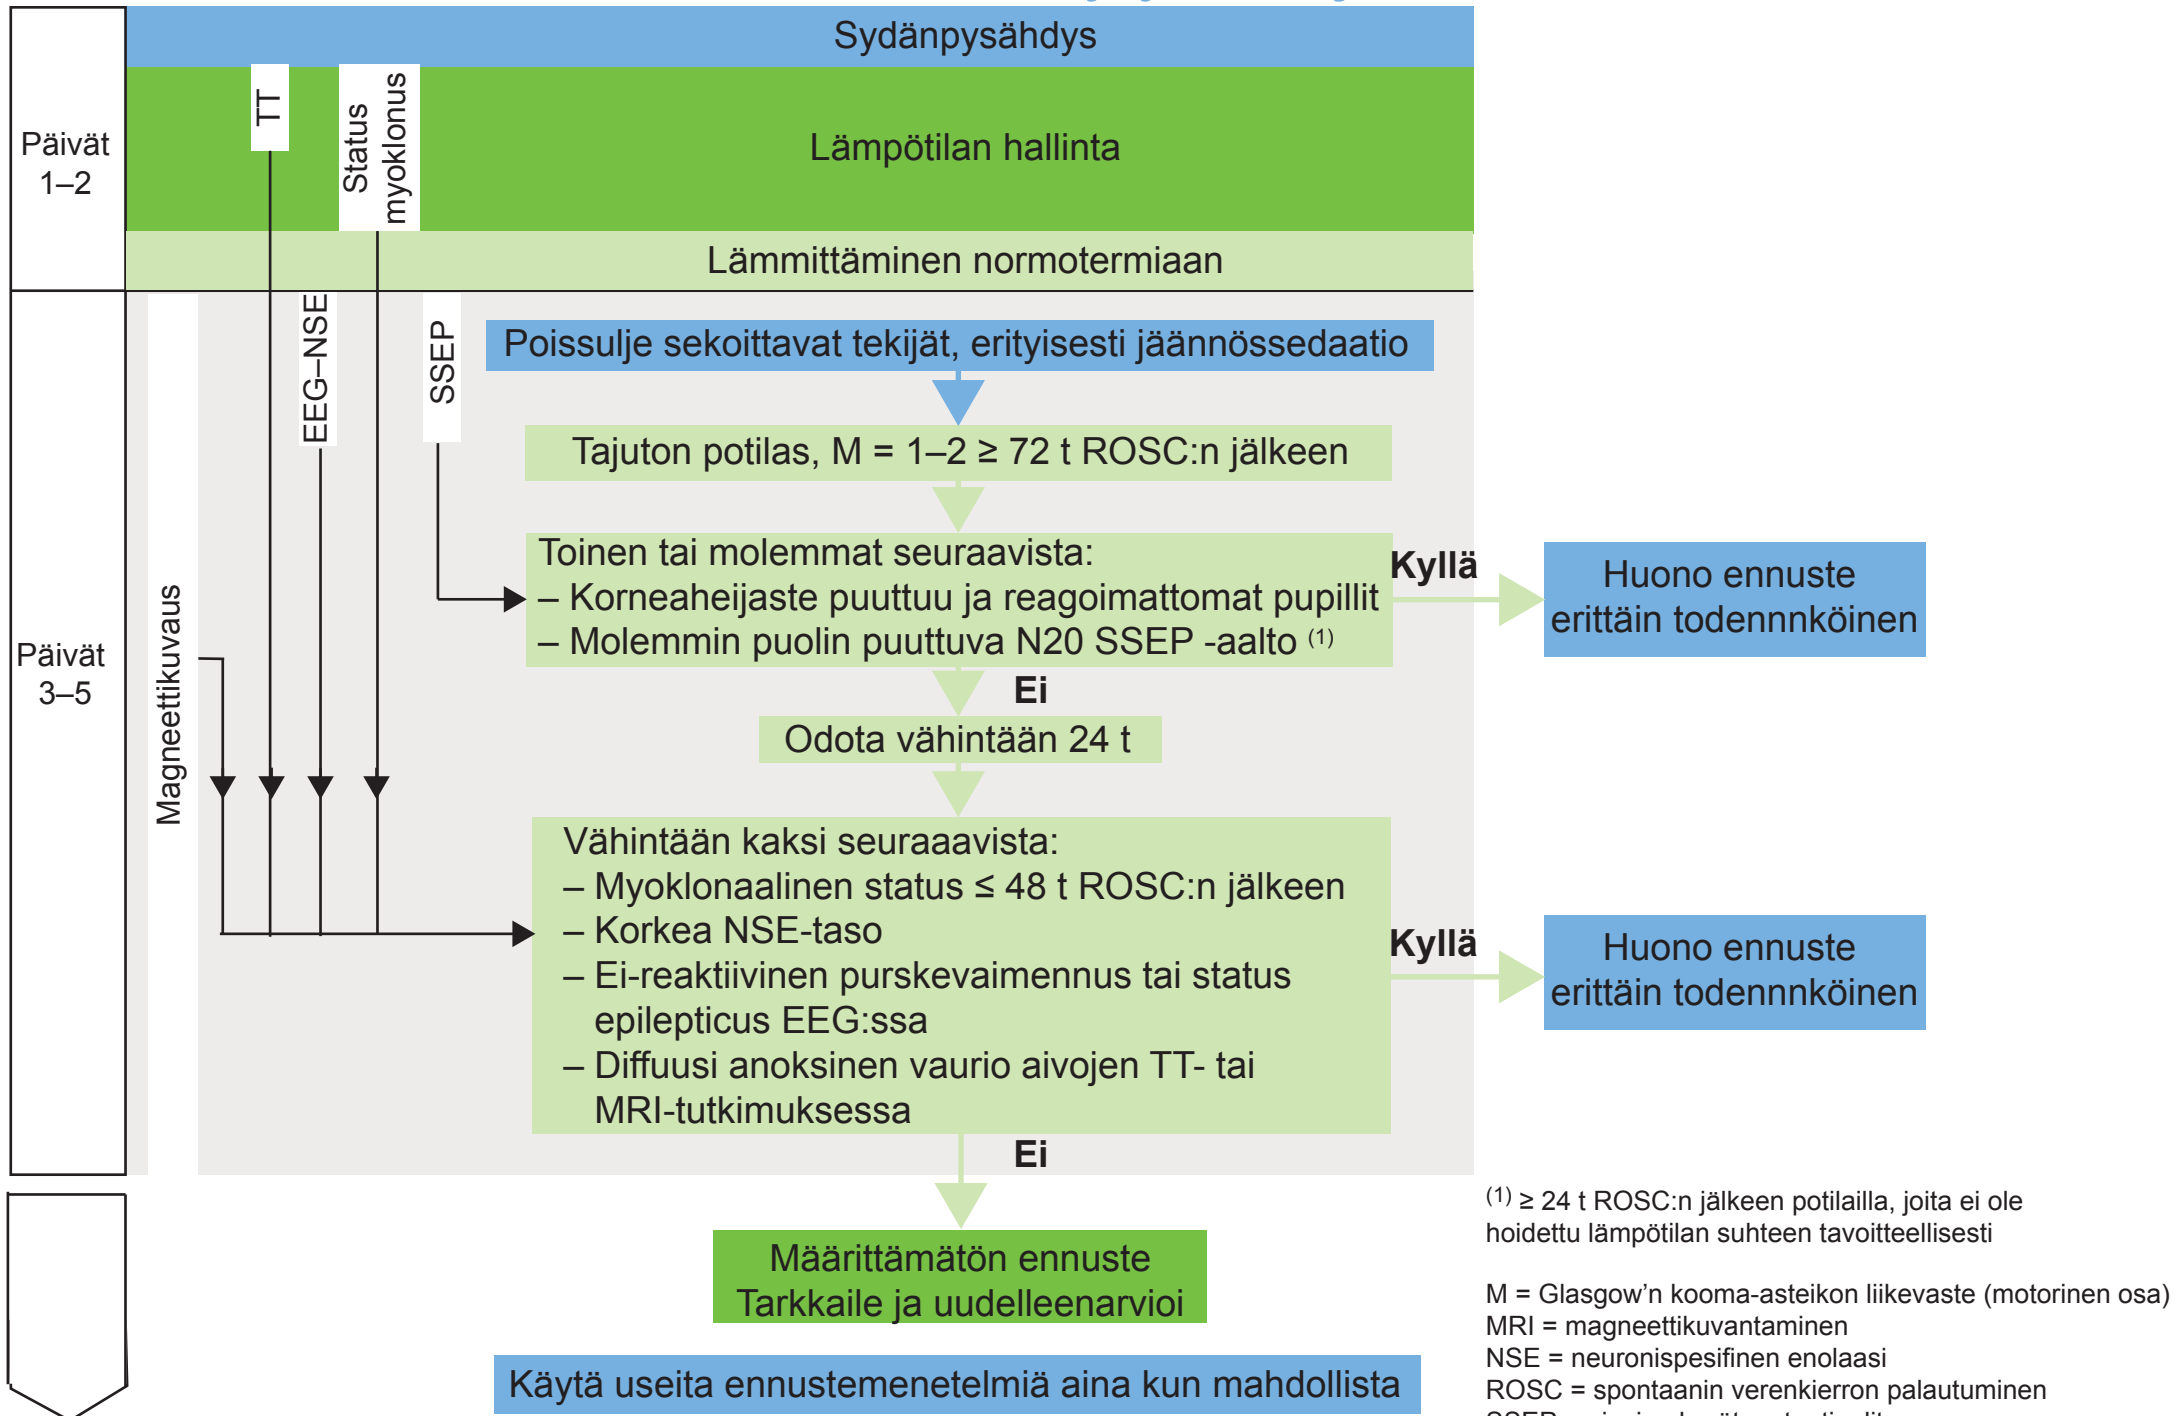 Sydänpysähdys
TT
Status
myoklonus
Päivät
1–2
Lämpötilan hallinta
Lämmittäminen normotermiaan
EEG–NSE
SSEP
Poissulje sekoittavat tekijät, erityisesti jäännössedaatio
Tajuton potilas, M = 1–2 ≥ 72 t ROSC:n jälkeen
Toinen tai molemmat seuraavista:
– Korneaheijaste puuttuu ja reagoimattomat pupillit
– Molemmin puolin puuttuva N20 SSEP -aalto (1)
Kyllä
Huono ennuste
erittäin todennnköinen
Päivät
3–5
Magneettikuvaus
Ei
Odota vähintään 24 t
Vähintään kaksi seuraaavista:
– Myoklonaalinen status ≤ 48 t ROSC:n jälkeen
– Korkea NSE-taso
– Ei-reaktiivinen purskevaimennus tai status
epilepticus EEG:ssa
– Diffuusi anoksinen vaurio aivojen TT- tai
MRI-tutkimuksessa
Kyllä
Huono ennuste
erittäin todennnköinen
Ei
Määrittämätön ennuste
Tarkkaile ja uudelleenarvioi
Käytä useita ennustemenetelmiä aina kun mahdollista
(1) ≥ 24 t ROSC:n jälkeen potilailla, joita ei ole
hoidettu lämpötilan suhteen tavoitteellisesti
M = Glasgow’n kooma-asteikon liikevaste (motorinen osa)
MRI = magneettikuvantaminen
NSE = neuronispesifinen enolaasi
ROSC = spontaanin verenkierron palautuminen